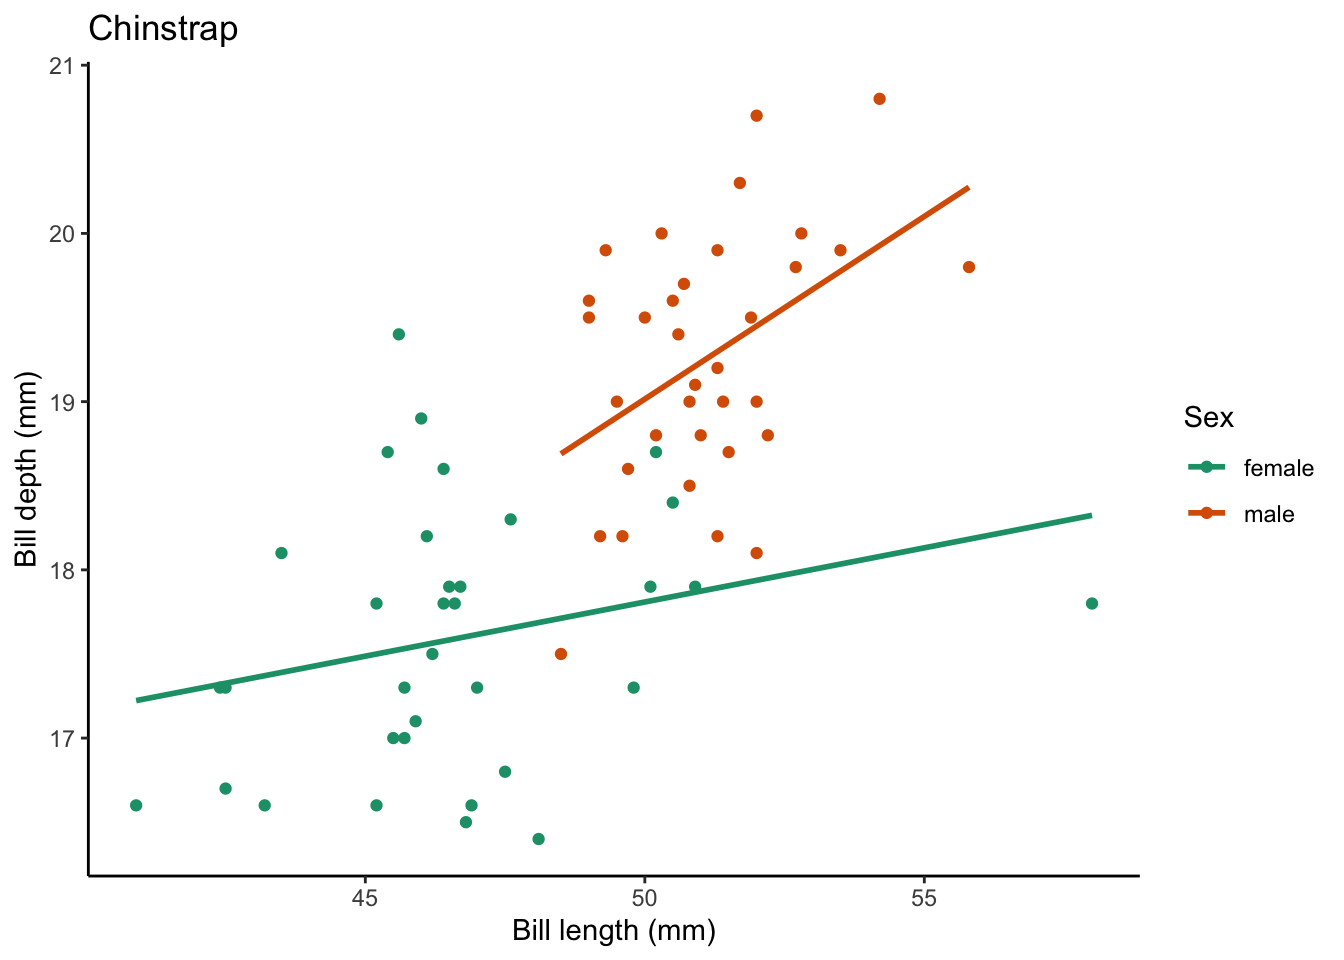 Chinstrap
21
20
19
18
17
Bill depth (mm)
45 50 55
Bill length (mm)
Sex
female
male